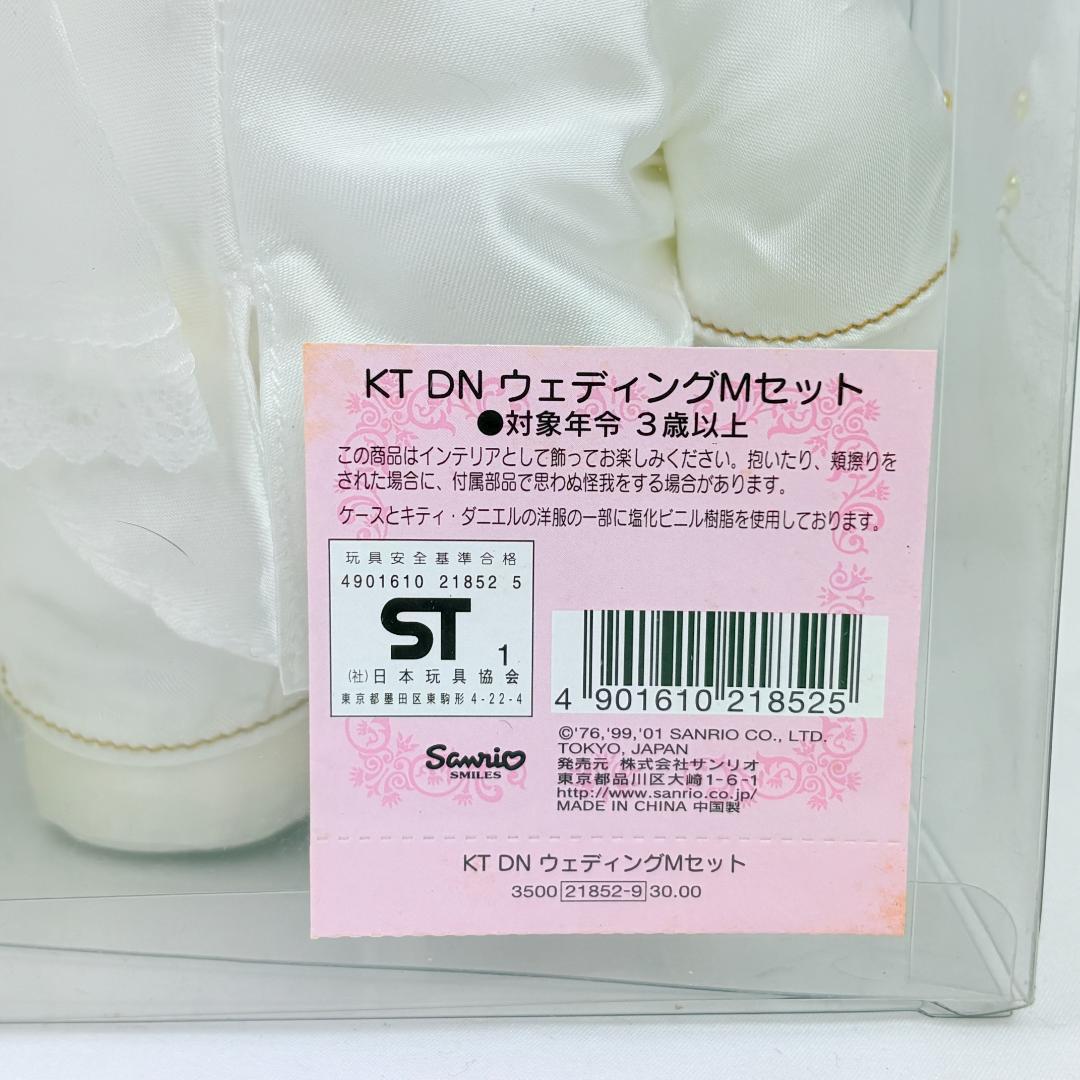 KT DN ウェディングMセット
●対象年令 3歳以上
この商品はインテリアとして飾ってお楽しみください。抱いたり、頬擦りを
された場合に、付属部品で思わぬ怪我をする場合があります。
ケースとキティ・ダニエルの洋服の一部に塩化ビニル樹脂を使用しております。
玩具安全基準合格
4901610 21852 5
ST 1
(社)日本玩具協会
東京都墨田区東駒形 4-22-4
4 901610 218525
Sanrio
SMILES
©'76,'99,'01 SANRIO CO., LTD.
TOKYO, JAPAN
発売元 株式会社サンリオ
東京都品川区大崎1-6-1
http://www.sanrio.co.jp/
MADE IN CHINA 中国製
KT DN ウェディングMセット
3500 21852-9 30.00